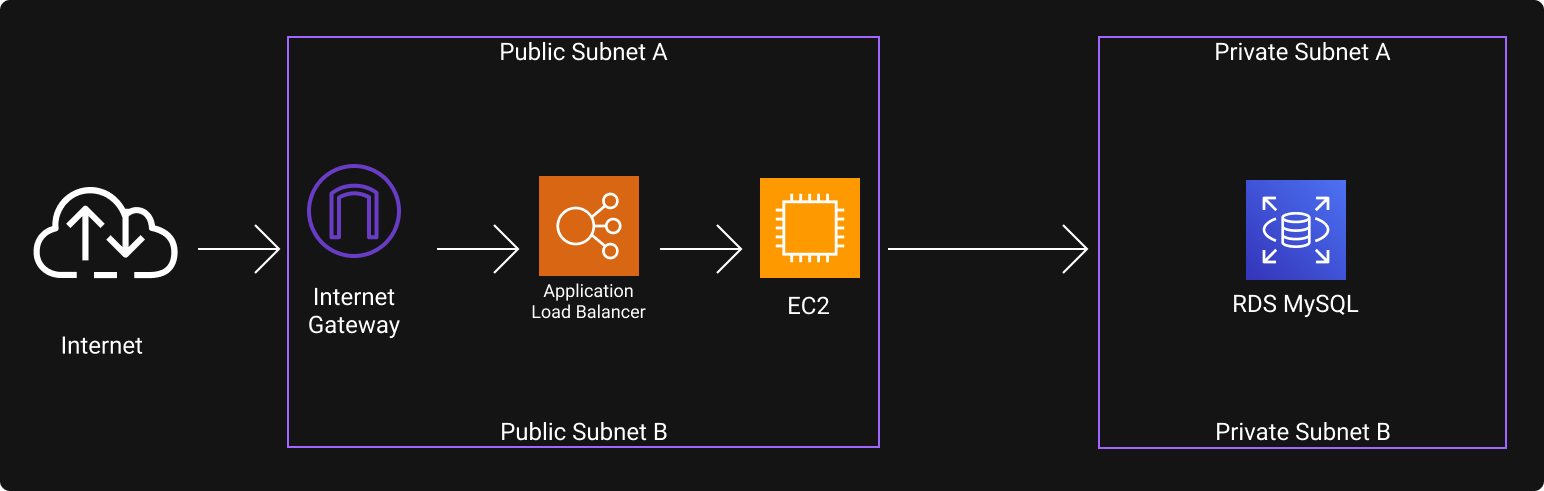 Public Subnet A
Private Subnet A
Internet
Internet
Gateway
Application
Load Balancer
EC2
RDS MySQL
Public Subnet B
Private Subnet B